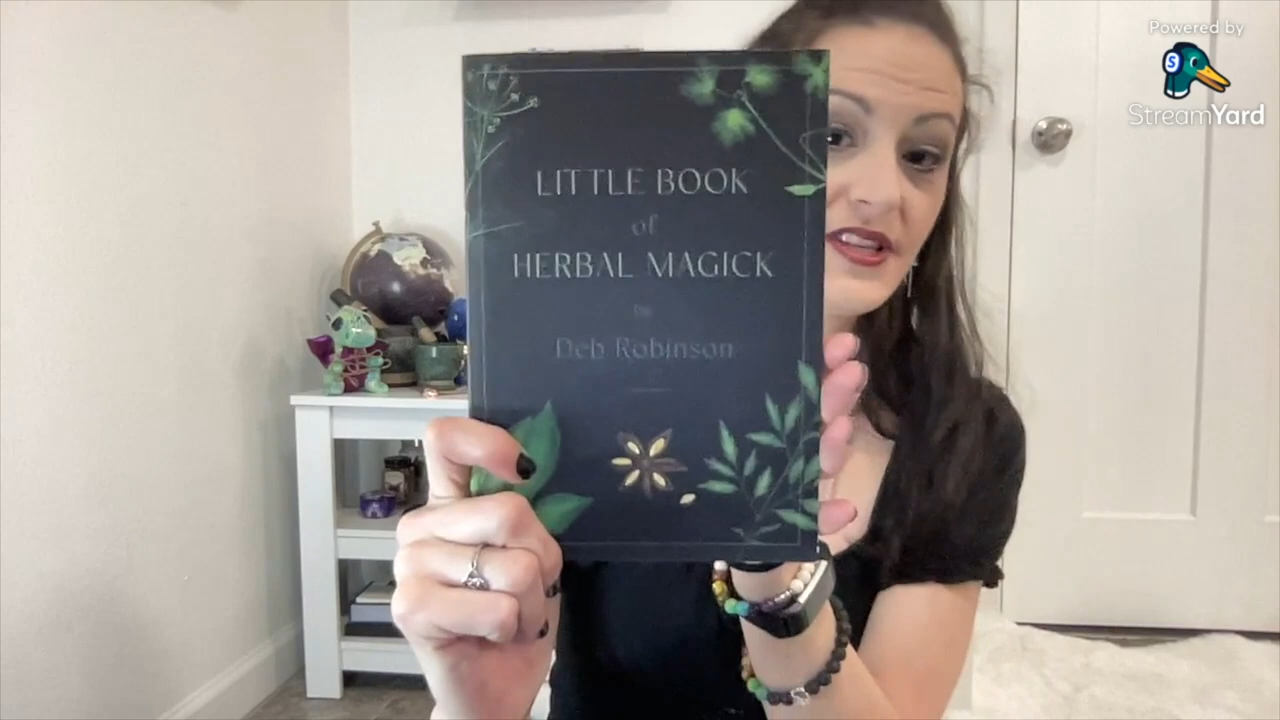 Powered by
StreamYard
LITTLE BOOK
of
HERBAL MAGICK
by
Deb Robinson